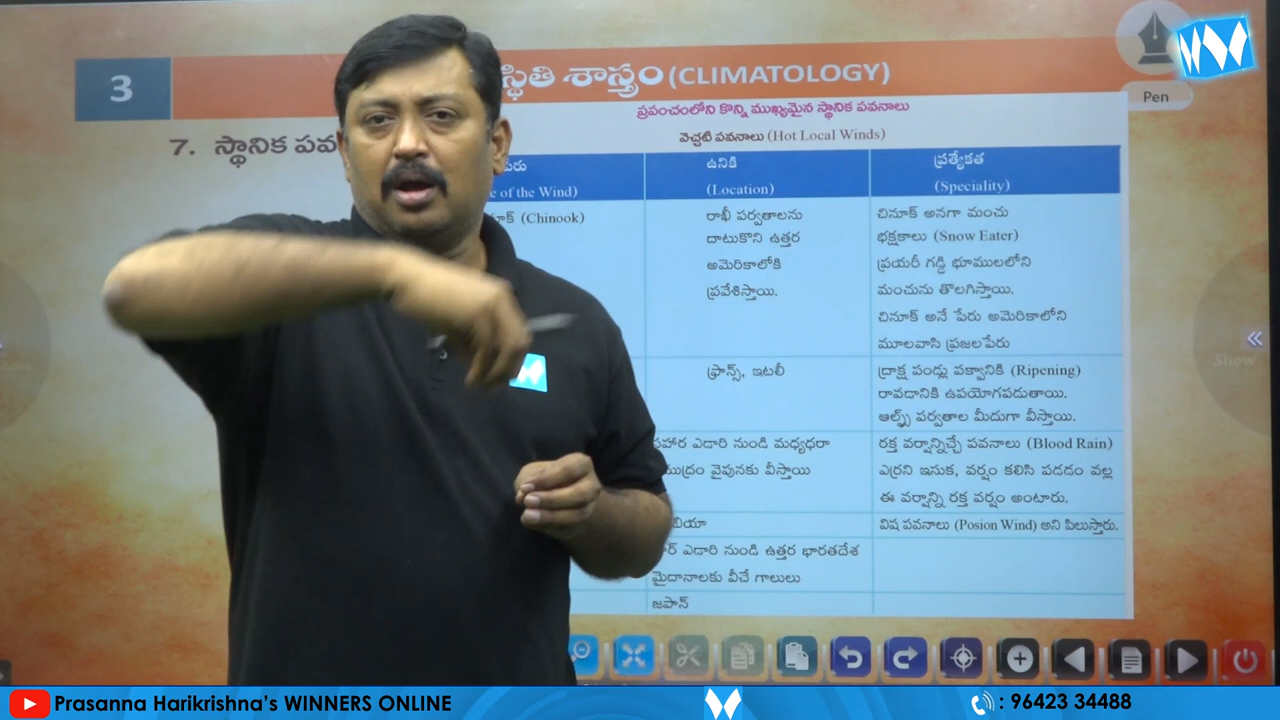 3
స్థితి శాస్త్రం (CLIMATOLOGY)
Pen
ప్రపంచంలోని కొన్ని ముఖ్యమైన స్థానిక పవనాలు
7. స్థానిక పవ
వెచ్చటి పవనాలు (Hot Local Winds)
పేరు ఉనికి ప్రత్యేకత
of the Wind) (Location) (Speciality)
(Chinook) రాఖీ పర్వతాలను చినూక్ అనగా మంచు
దాటుకొని ఉత్తర భక్షకాలు (Snow Eater)
అమెరికాలోకి ప్రయరీ గడ్డి భూములలోని
ప్రవేశిస్తాయి. మంచును తొలగిస్తాయి.
చినూక్ అనే పేరు అమెరికాలోని
మూలవాసి ప్రజలపేరు
ఫ్రాన్స్, ఇటలీ ద్రాక్ష పండ్లు పక్వానికి (Ripening)
రావడానికి ఉపయోగపడుతాయి.
ఆల్ప్స్ పర్వతాల మీదుగా వీస్తాయి.
సహార ఎడారి నుండి మధ్యధరా రక్త వర్షాన్నిచ్చే పవనాలు (Blood Rain)
ముద్రం వైపునకు వీస్తాయి ఎర్రని ఇసుక, వర్షం కలిసి పడడం వల్ల
ఈ వర్షాన్ని రక్త వర్షం అంటారు.
బియా విష పవనాలు (Posion Wind) అని పిలుస్తారు.
ర్ ఎడారి నుండి ఉత్తర భారతదేశ
మైదానాలకు వీచే గాలులు
జపాన్
Prasanna Harikrishna's WINNERS ONLINE
: 96423 34488